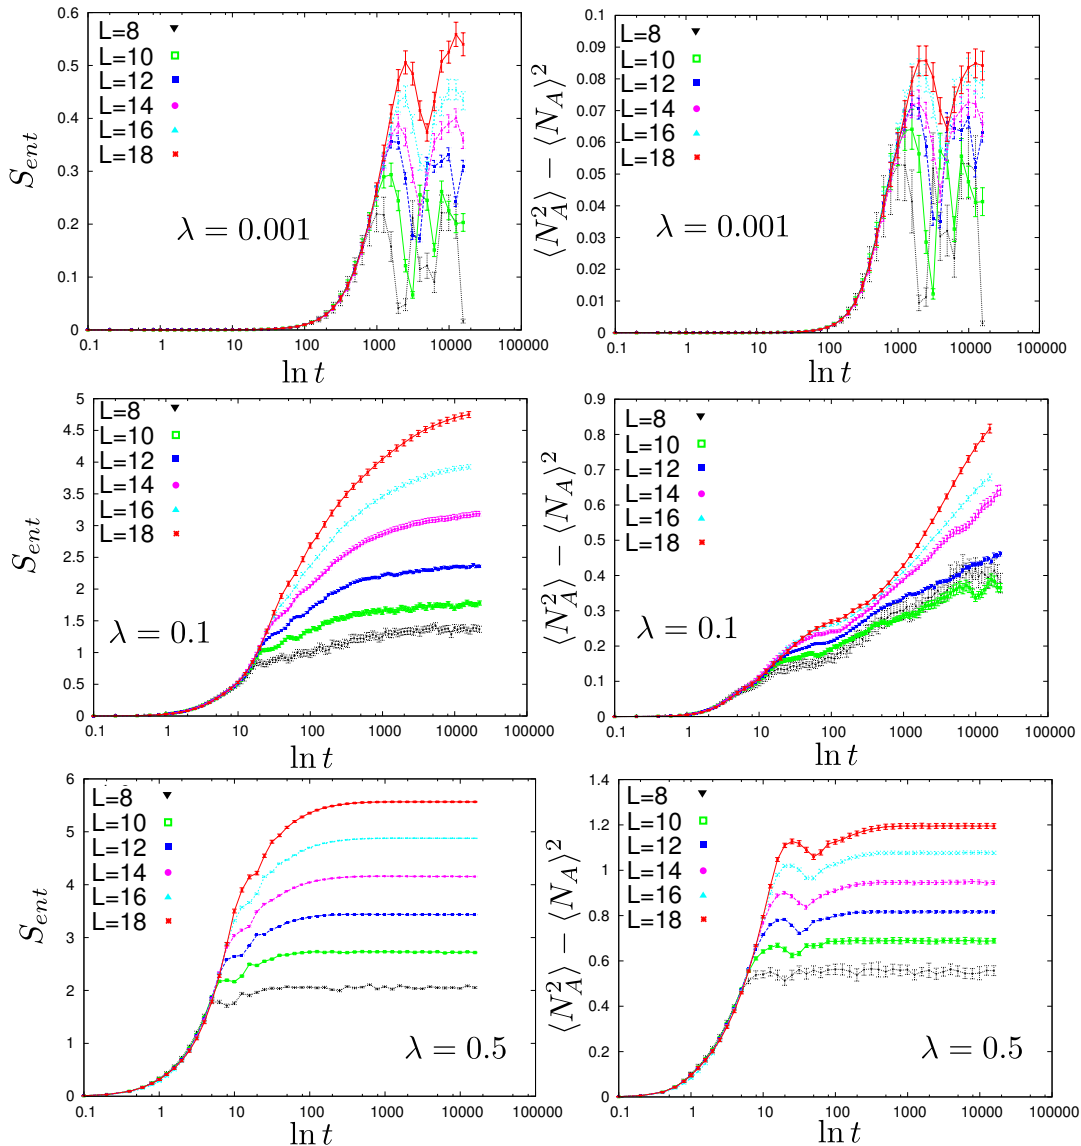 S_ent
0.6
0.5
0.4
0.3
0.2
0.1
0
L=8
L=10
L=12
L=14
L=16
L=18
λ = 0.001
0.1 1 10 100 1000 10000 100000
ln t
⟨N_A^2⟩ − ⟨N_A⟩^2
0.1
0.09
0.08
0.07
0.06
0.05
0.04
0.03
0.02
0.01
0
L=8
L=10
L=12
L=14
L=16
L=18
λ = 0.001
0.1 1 10 100 1000 10000 100000
ln t
S_ent
5
4.5
4
3.5
3
2.5
2
1.5
1
0.5
0
L=8
L=10
L=12
L=14
L=16
L=18
λ = 0.1
0.1 1 10 100 1000 10000 100000
ln t
⟨N_A^2⟩ − ⟨N_A⟩^2
0.9
0.8
0.7
0.6
0.5
0.4
0.3
0.2
0.1
0
L=8
L=10
L=12
L=14
L=16
L=18
λ = 0.1
0.1 1 10 100 1000 10000 100000
ln t
S_ent
6
5
4
3
2
1
0
L=8
L=10
L=12
L=14
L=16
L=18
λ = 0.5
0.1 1 10 100 1000 10000 100000
ln t
⟨N_A^2⟩ − ⟨N_A⟩^2
1.4
1.2
1
0.8
0.6
0.4
0.2
0
L=8
L=10
L=12
L=14
L=16
L=18
λ = 0.5
0.1 1 10 100 1000 10000 100000
ln t